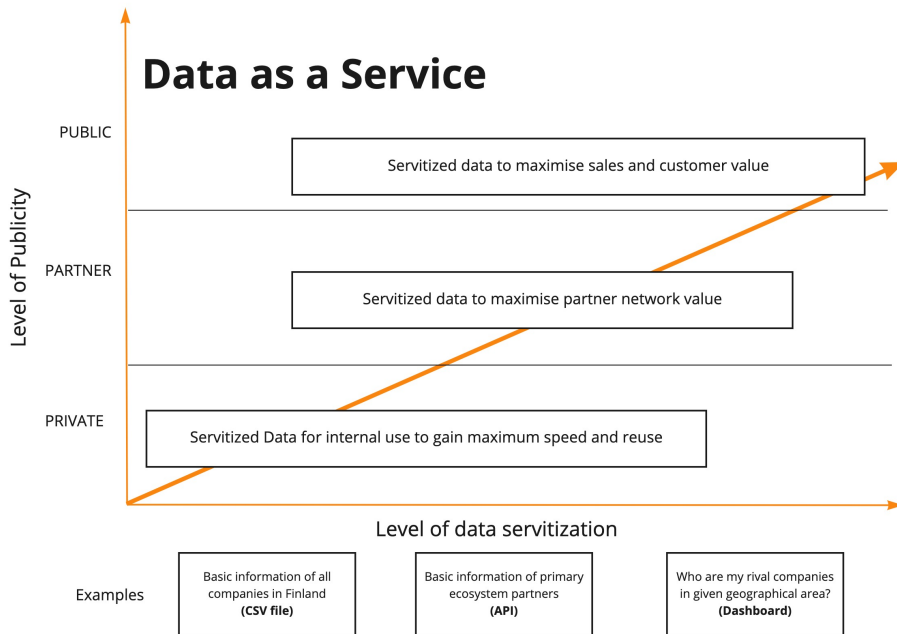 Data as a Service
PUBLIC
Servitized data to maximise sales and customer value
Level of Publicity
PARTNER
Servitized data to maximise partner network value
PRIVATE
Servitized Data for internal use to gain maximum speed and reuse
Level of data servitization
Examples
Basic information of all
companies in Finland
(CSV file)
Basic information of primary
ecosystem partners
(API)
Who are my rival companies
in given geographical area?
(Dashboard)